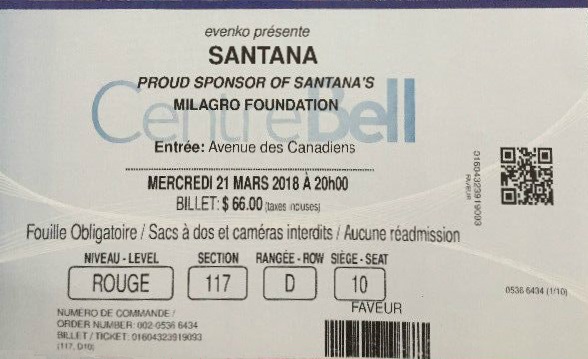 evenko présente
SANTANA
PROUD SPONSOR OF SANTANA'S
MILAGRO FOUNDATION
Centre Bell
Entrée: Avenue des Canadiens
MERCREDI 21 MARS 2018 À 20h00
BILLET: $ 66.00 (taxes incluses)
Fouille Obligatoire / Sacs à dos et caméras interdits / Aucune réadmission
NIVEAU - LEVEL SECTION RANGÉE - ROW SIÈGE - SEAT
ROUGE 117 D 10
FAVEUR
NUMÉRO DE COMMANDE /
ORDER NUMBER: 002-0536 6434
BILLET / TICKET: 01604323919093
(117, D10)
01604323919093
FAVEUR
0536 6434 (1/10)